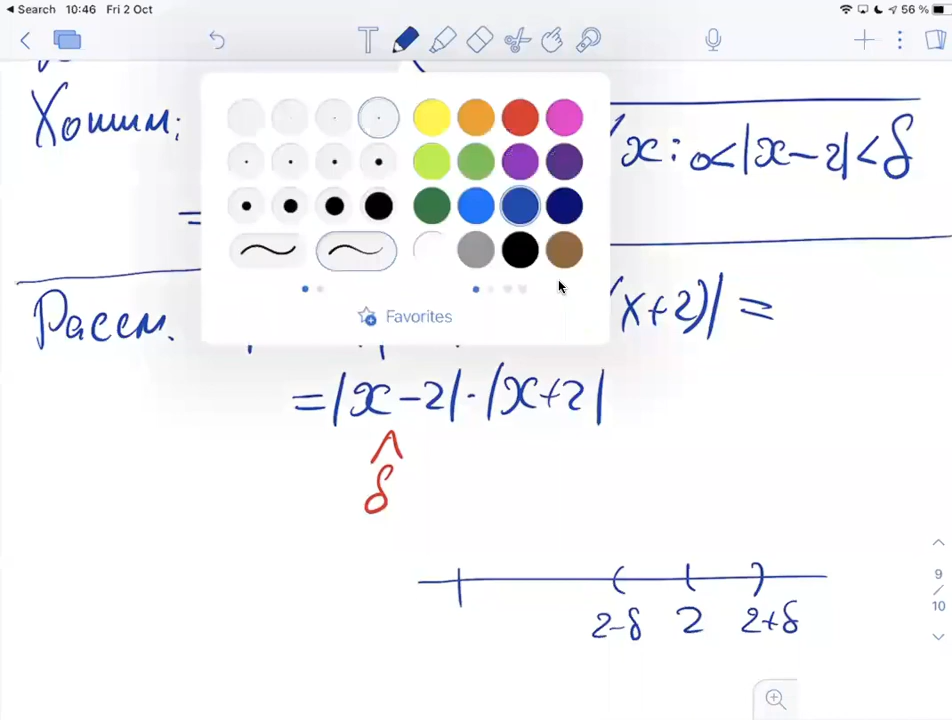 Search 10:46 Fri 2 Oct 56 %
T
Хотим:
x: 0<|x-2|<δ
=
Рассм. (x+2)| =
=|x-2|·|x+2|
^
δ
2-δ 2 2+δ
Favorites
9
/
10